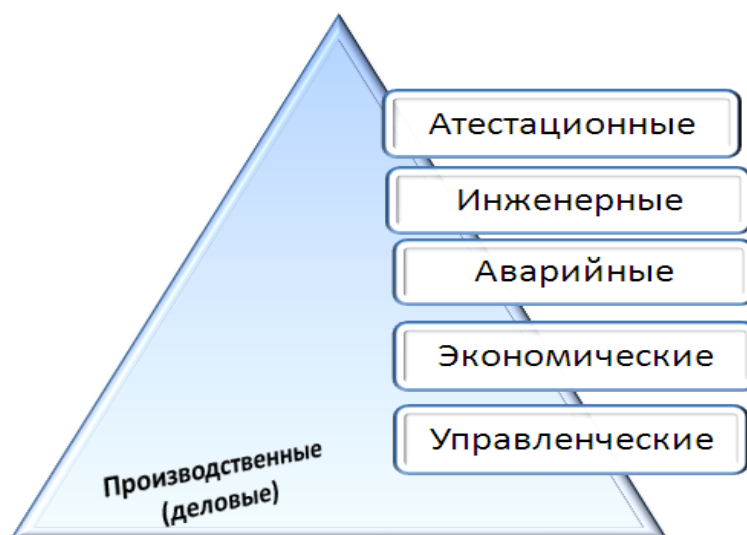 Атестационные
Инженерные
Аварийные
Экономические
Управленческие
Производственные
(деловые)